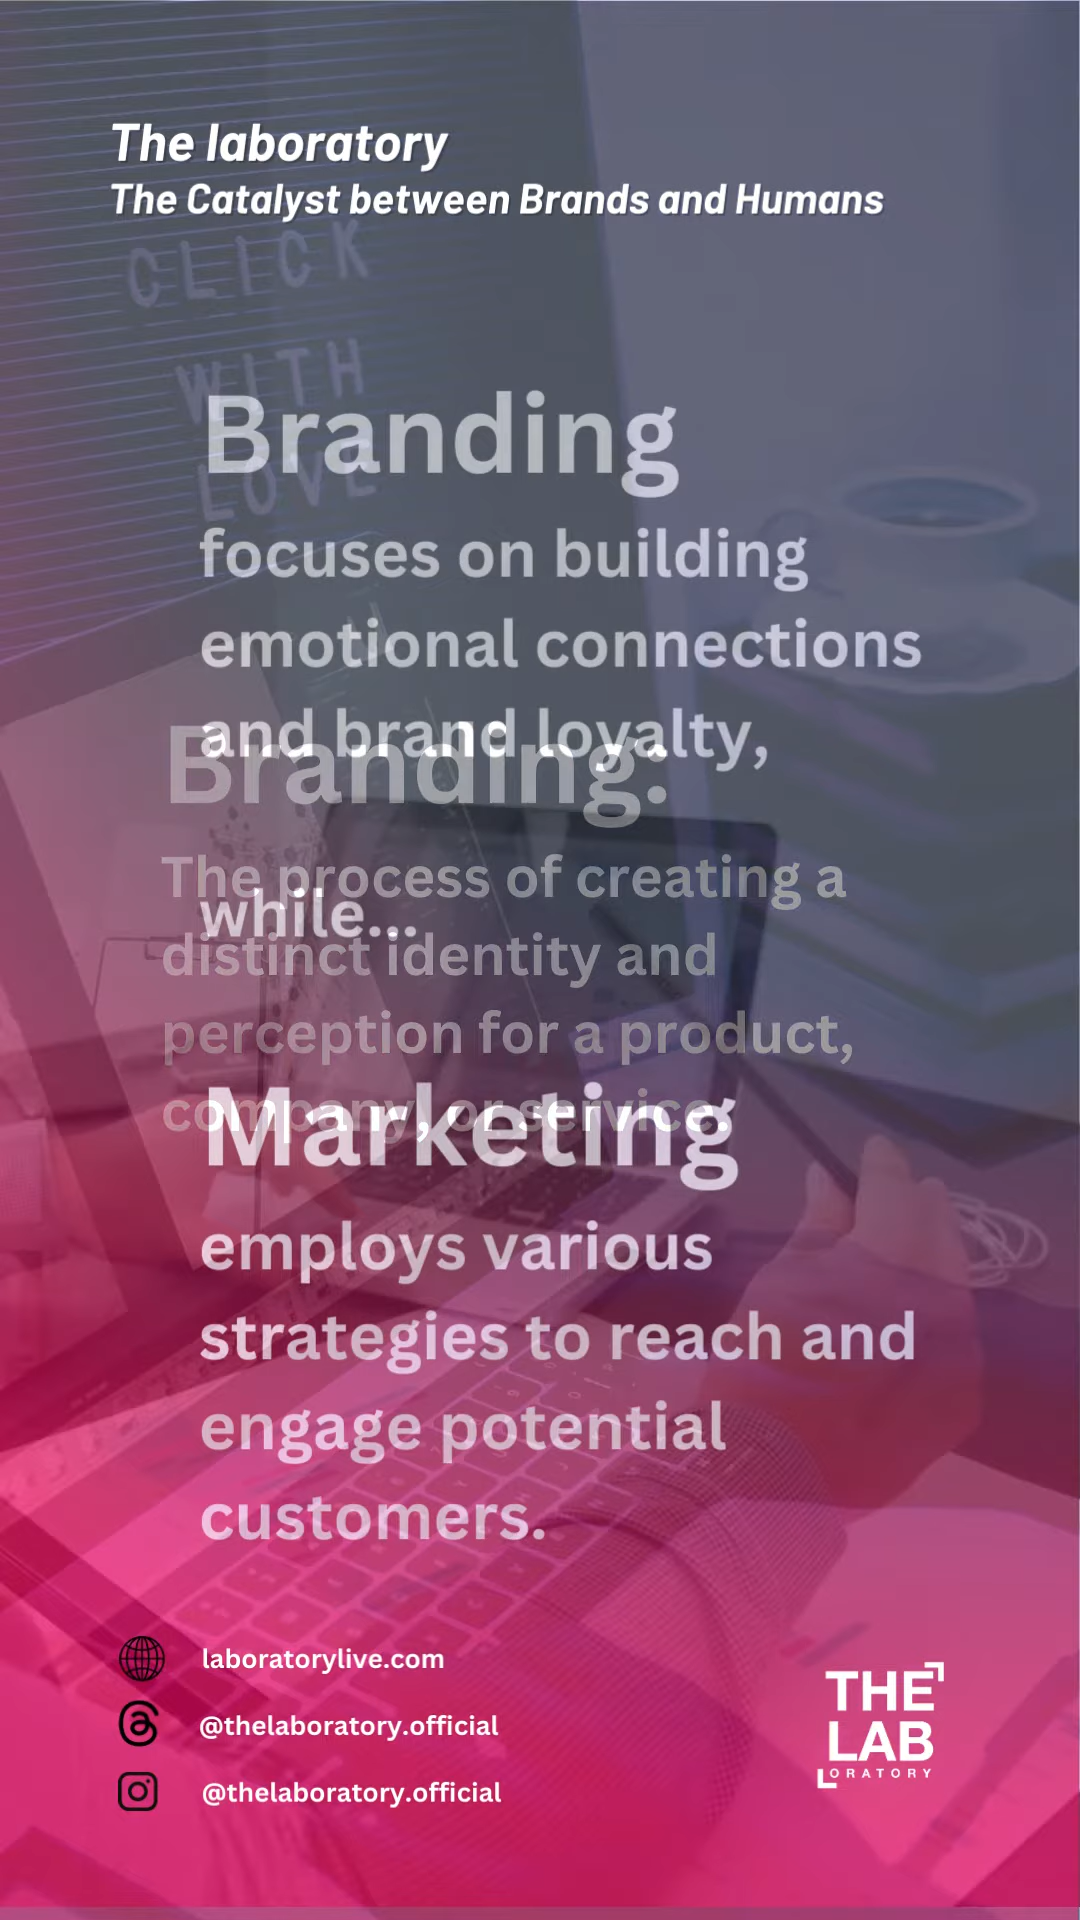 The laboratory
The Catalyst between Brands and Humans
CLICK
WITH
LOVE
Branding
focuses on building
emotional connections
and brand loyalty,
while...
Marketing
employs various
strategies to reach and
engage potential
customers.
Branding:
The process of creating a
distinct identity and
perception for a product,
company, or service.
laboratorylive.com
@thelaboratory.official
@thelaboratory.official
THE
LAB
ORATORY